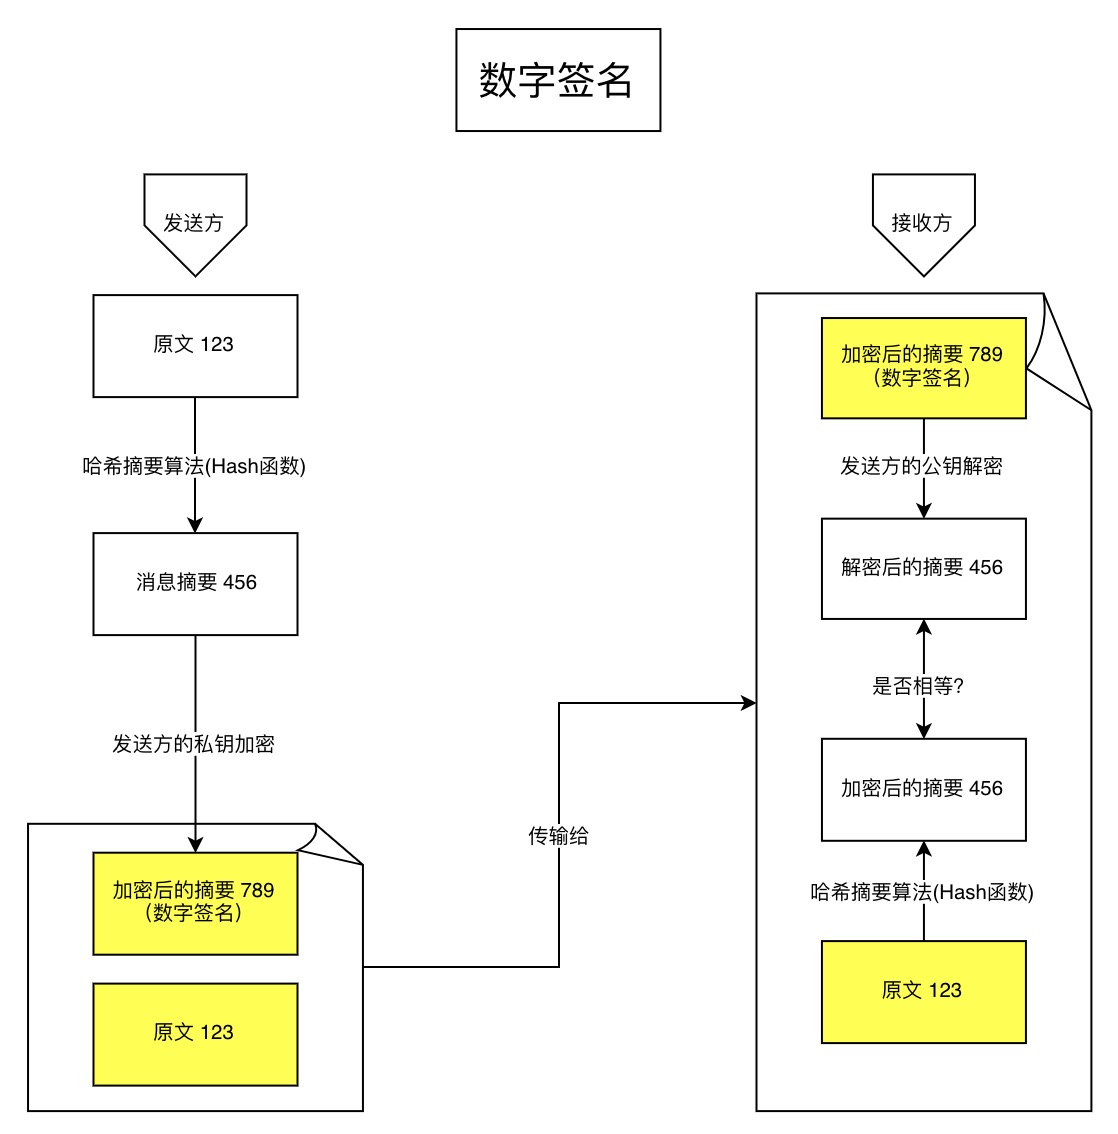 数字签名
发送方
原文 123
哈希摘要算法(Hash函数)
消息摘要 456
发送方的私钥加密
加密后的摘要 789
（数字签名）
原文 123
传输给
接收方
加密后的摘要 789
（数字签名）
发送方的公钥解密
解密后的摘要 456
是否相等?
加密后的摘要 456
哈希摘要算法(Hash函数)
原文 123